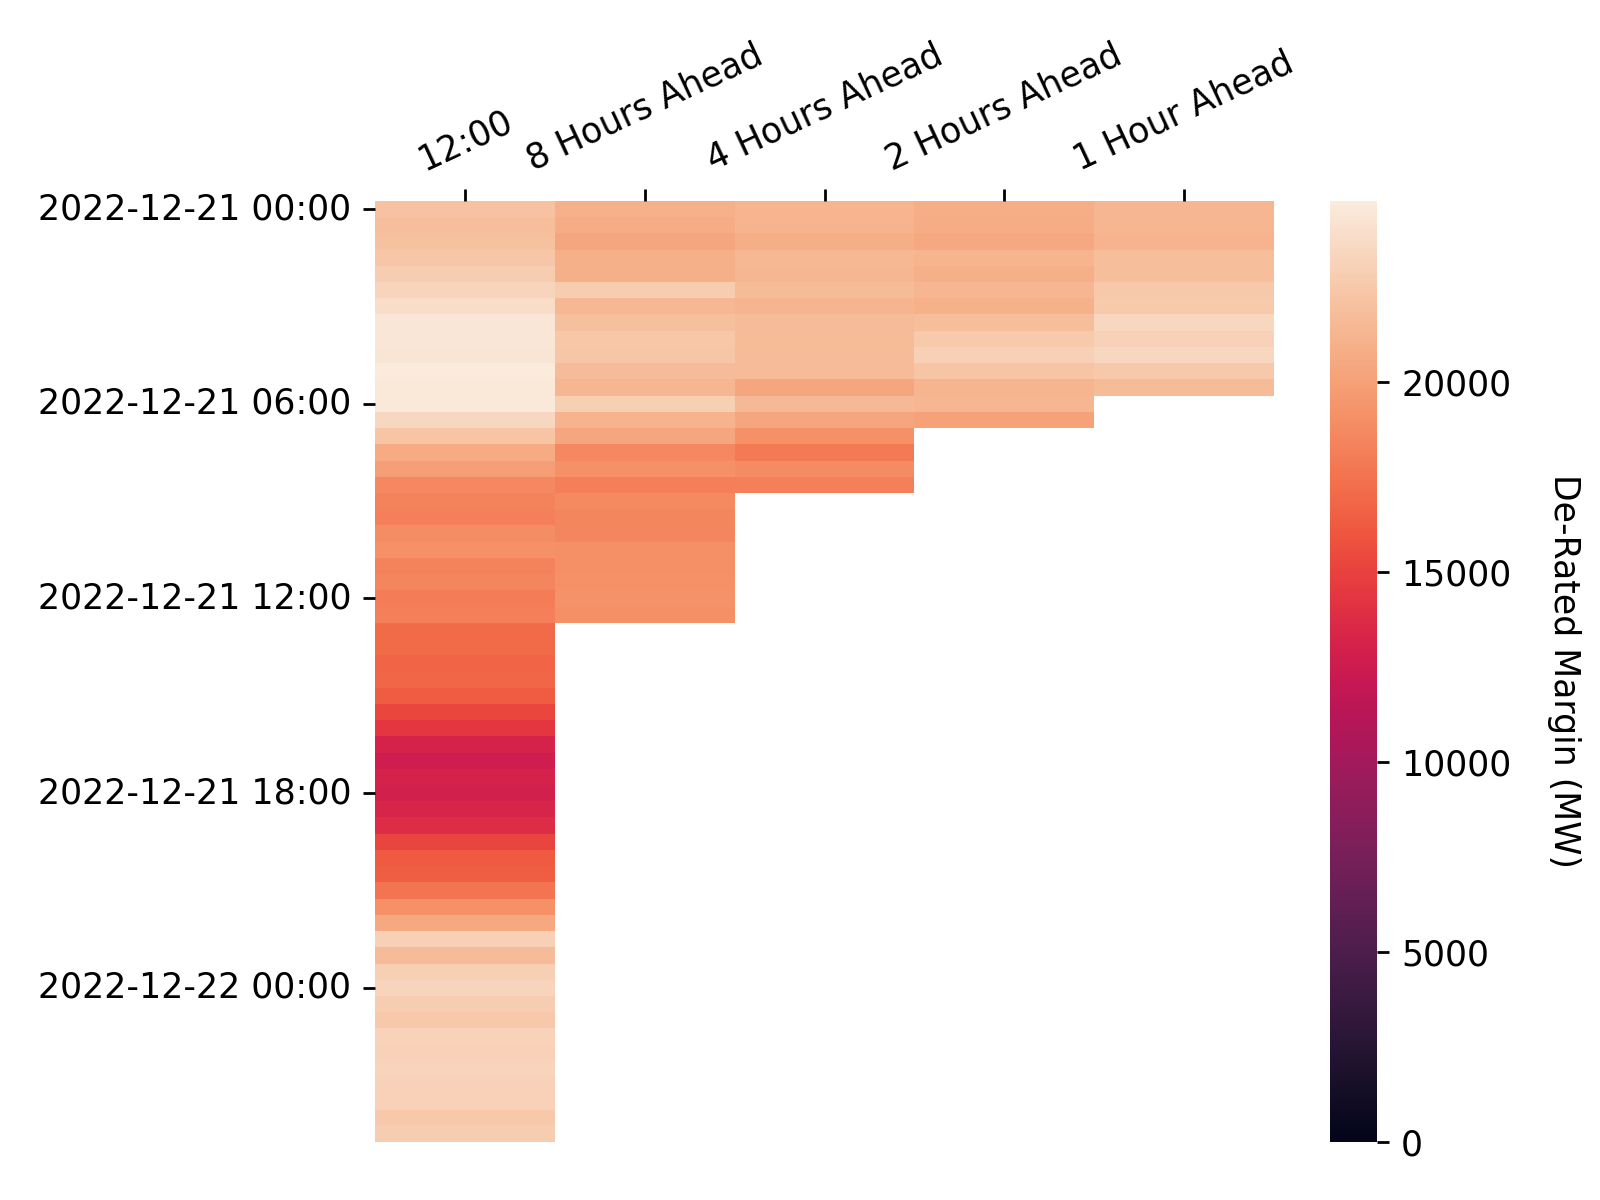 12:00
8 Hours Ahead
4 Hours Ahead
2 Hours Ahead
1 Hour Ahead
2022-12-21 00:00
2022-12-21 06:00
2022-12-21 12:00
2022-12-21 18:00
2022-12-22 00:00
20000
15000
10000
5000
0
De-Rated Margin (MW)